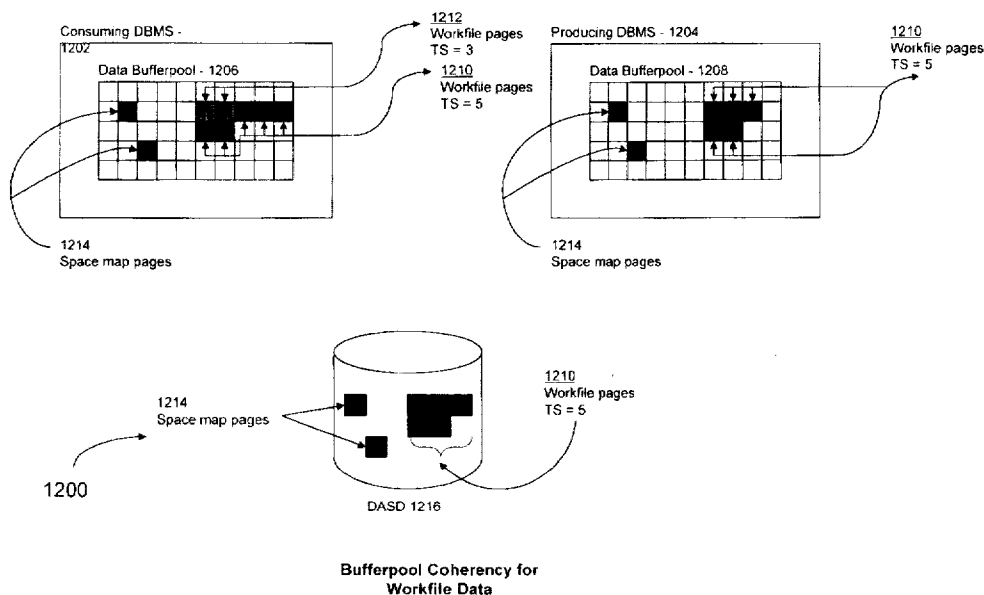 Consuming DBMS -
1202
Data Bufferpool - 1206
1212
Workfile pages
TS = 3
1210
Workfile pages
TS = 5
1214
Space map pages
Producing DBMS - 1204
Data Bufferpool - 1208
1210
Workfile pages
TS = 5
1214
Space map pages
1214
Space map pages
1210
Workfile pages
TS = 5
1200
DASD 1216
Bufferpool Coherency for
Workfile Data